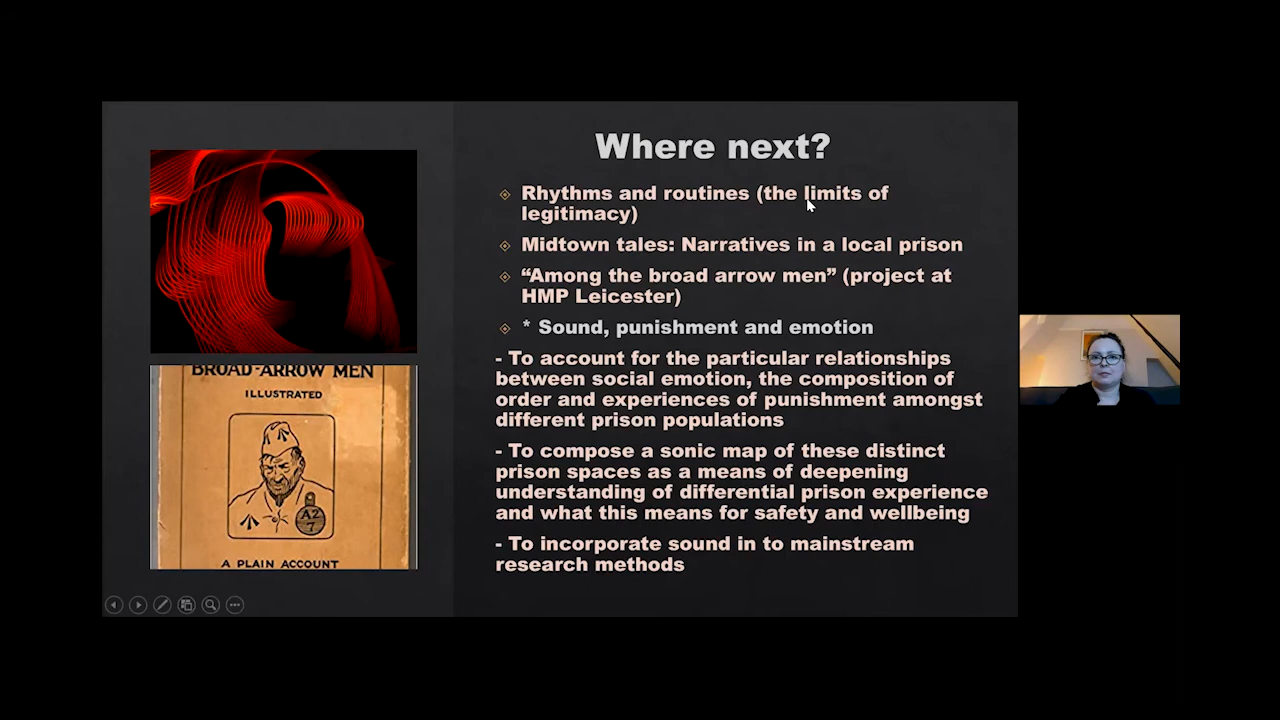 Where next?
Rhythms and routines (the limits of
legitimacy)
Midtown tales: Narratives in a local prison
“Among the broad arrow men” (project at
HMP Leicester)
* Sound, punishment and emotion
- To account for the particular relationships
between social emotion, the composition of
order and experiences of punishment amongst
different prison populations
- To compose a sonic map of these distinct
prison spaces as a means of deepening
understanding of differential prison experience
and what this means for safety and wellbeing
- To incorporate sound in to mainstream
research methods
BROAD-ARROW MEN
ILLUSTRATED
A2
7
A PLAIN ACCOUNT